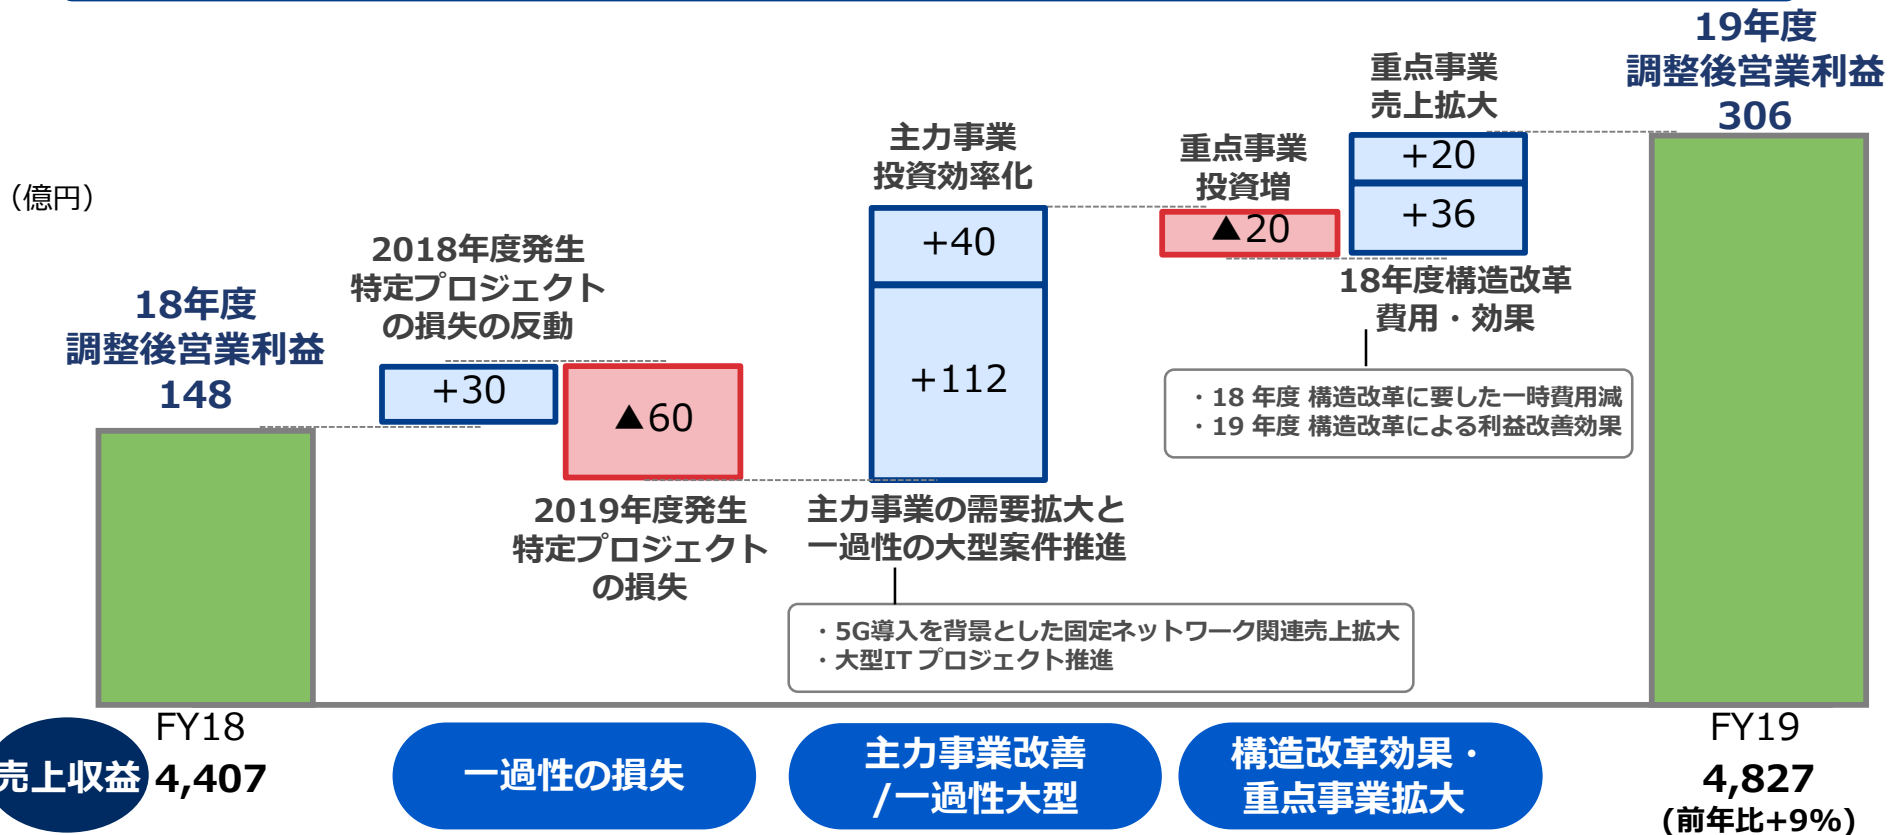 19年度
調整後営業利益
306
重点事業
売上拡大
+20
+36
主力事業
投資効率化
重点事業
投資増
▲20
(億円)
+40
+112
2018年度発生
特定プロジェクト
の損失の反動
18年度
調整後営業利益
148
+30
▲60
18年度構造改革
費用・効果
・18 年度 構造改革に要した一時費用減
・19 年度 構造改革による利益改善効果
2019年度発生
特定プロジェクト
の損失
主力事業の需要拡大と
一過性の大型案件推進
・5G導入を背景とした固定ネットワーク関連売上拡大
・大型IT プロジェクト推進
FY18
売上収益 4,407
一過性の損失
主力事業改善
/一過性大型
構造改革効果・
重点事業拡大
FY19
4,827
(前年比+9%)